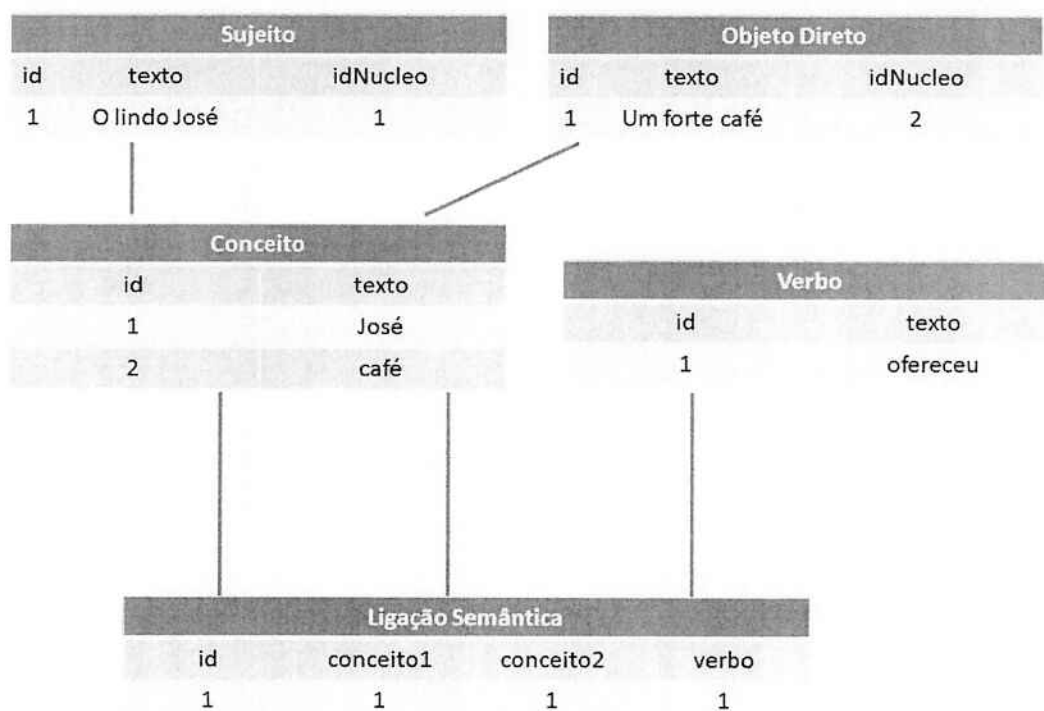 Sujeito
id texto idNucleo
1 O lindo José 1
Objeto Direto
id texto idNucleo
1 Um forte café 2
Conceito
id texto
1 José
2 café
Verbo
id texto
1 ofereceu
Ligação Semântica
id conceito1 conceito2 verbo
1 1 1 1